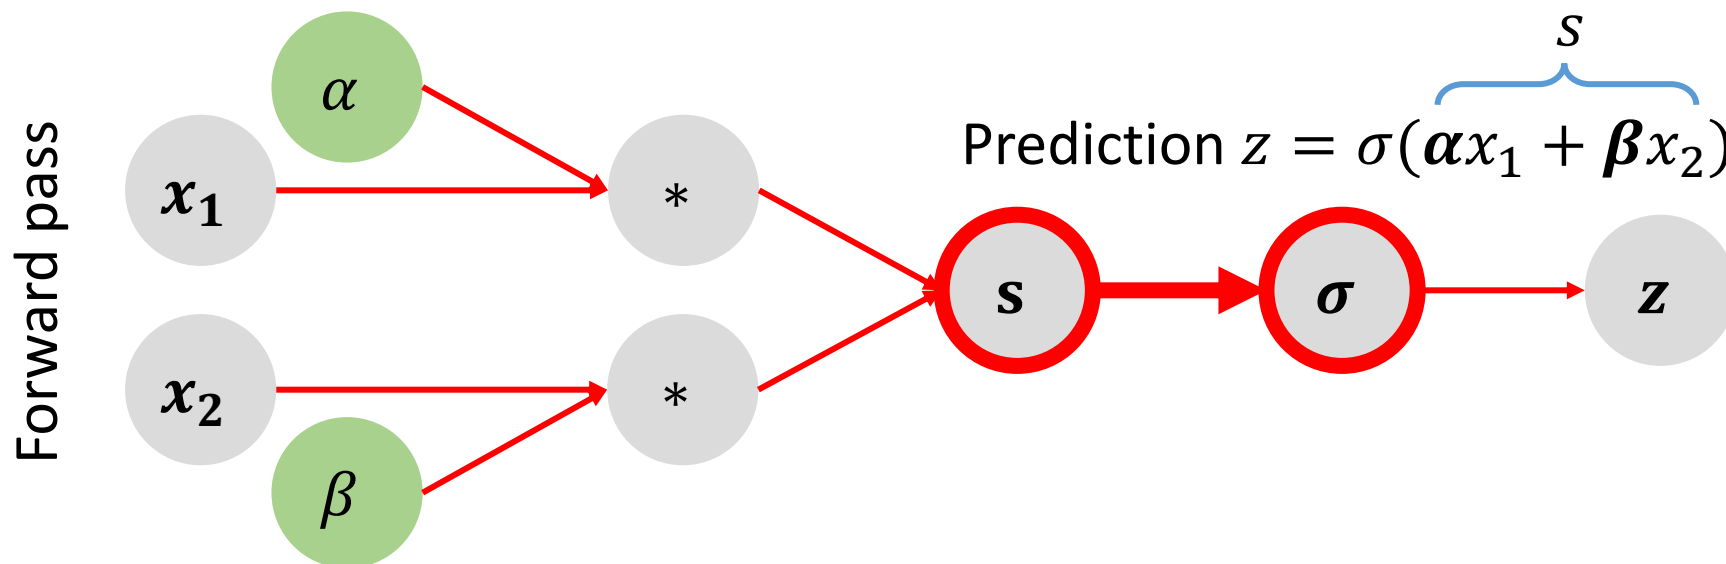 Forward pass
s
Prediction z = σ(αx₁ + βx₂)
α
x₁
*
s
σ
z
x₂
*
β